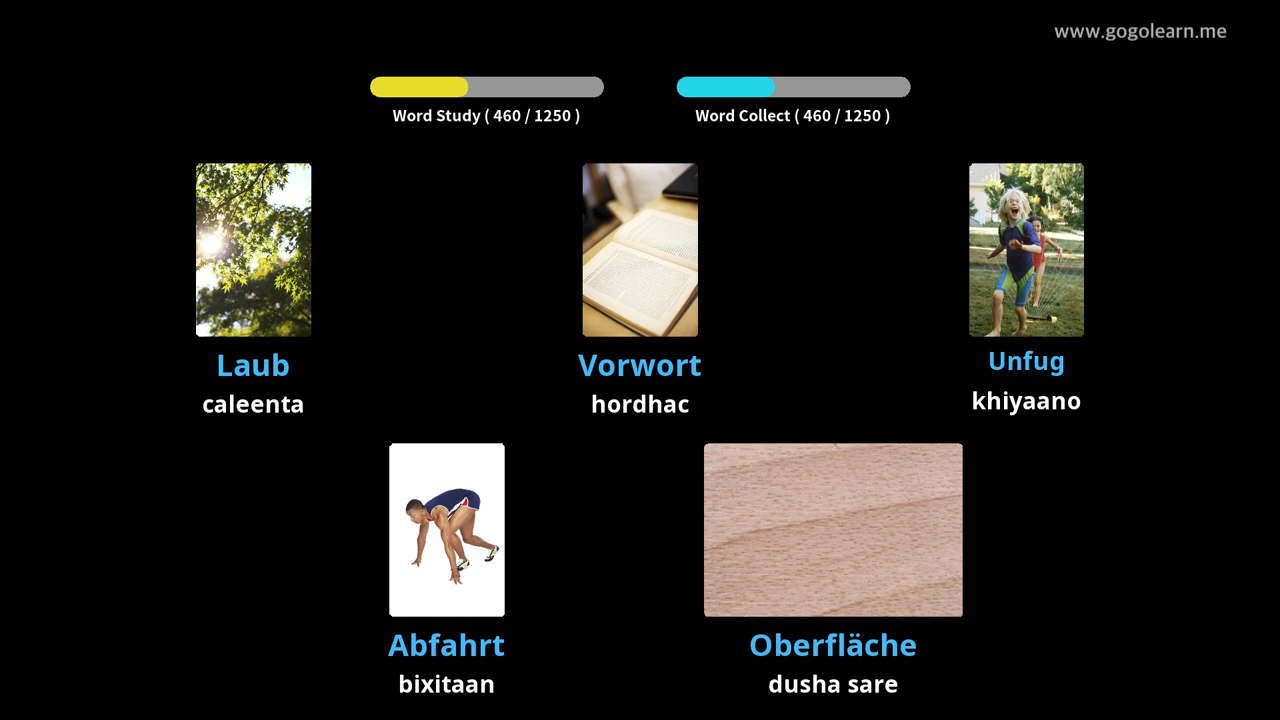 www.gogolearn.me
Word Study ( 460 / 1250 )
Word Collect ( 460 / 1250 )
Laub
caleenta
Vorwort
hordhac
Unfug
khiyaano
Abfahrt
bixitaan
Oberfläche
dusha sare